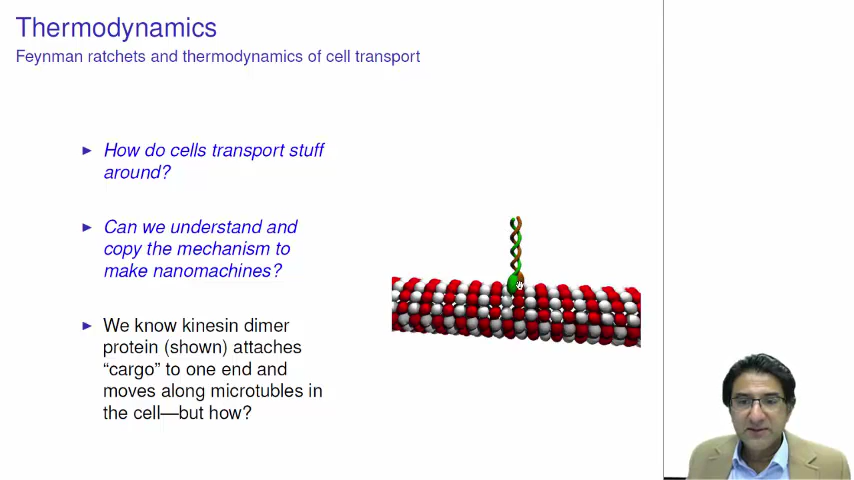 Thermodynamics
Feynman ratchets and thermodynamics of cell transport
How do cells transport stuff
around?
Can we understand and
copy the mechanism to
make nanomachines?
We know kinesin dimer
protein (shown) attaches
“cargo” to one end and
moves along microtubles in
the cell—but how?